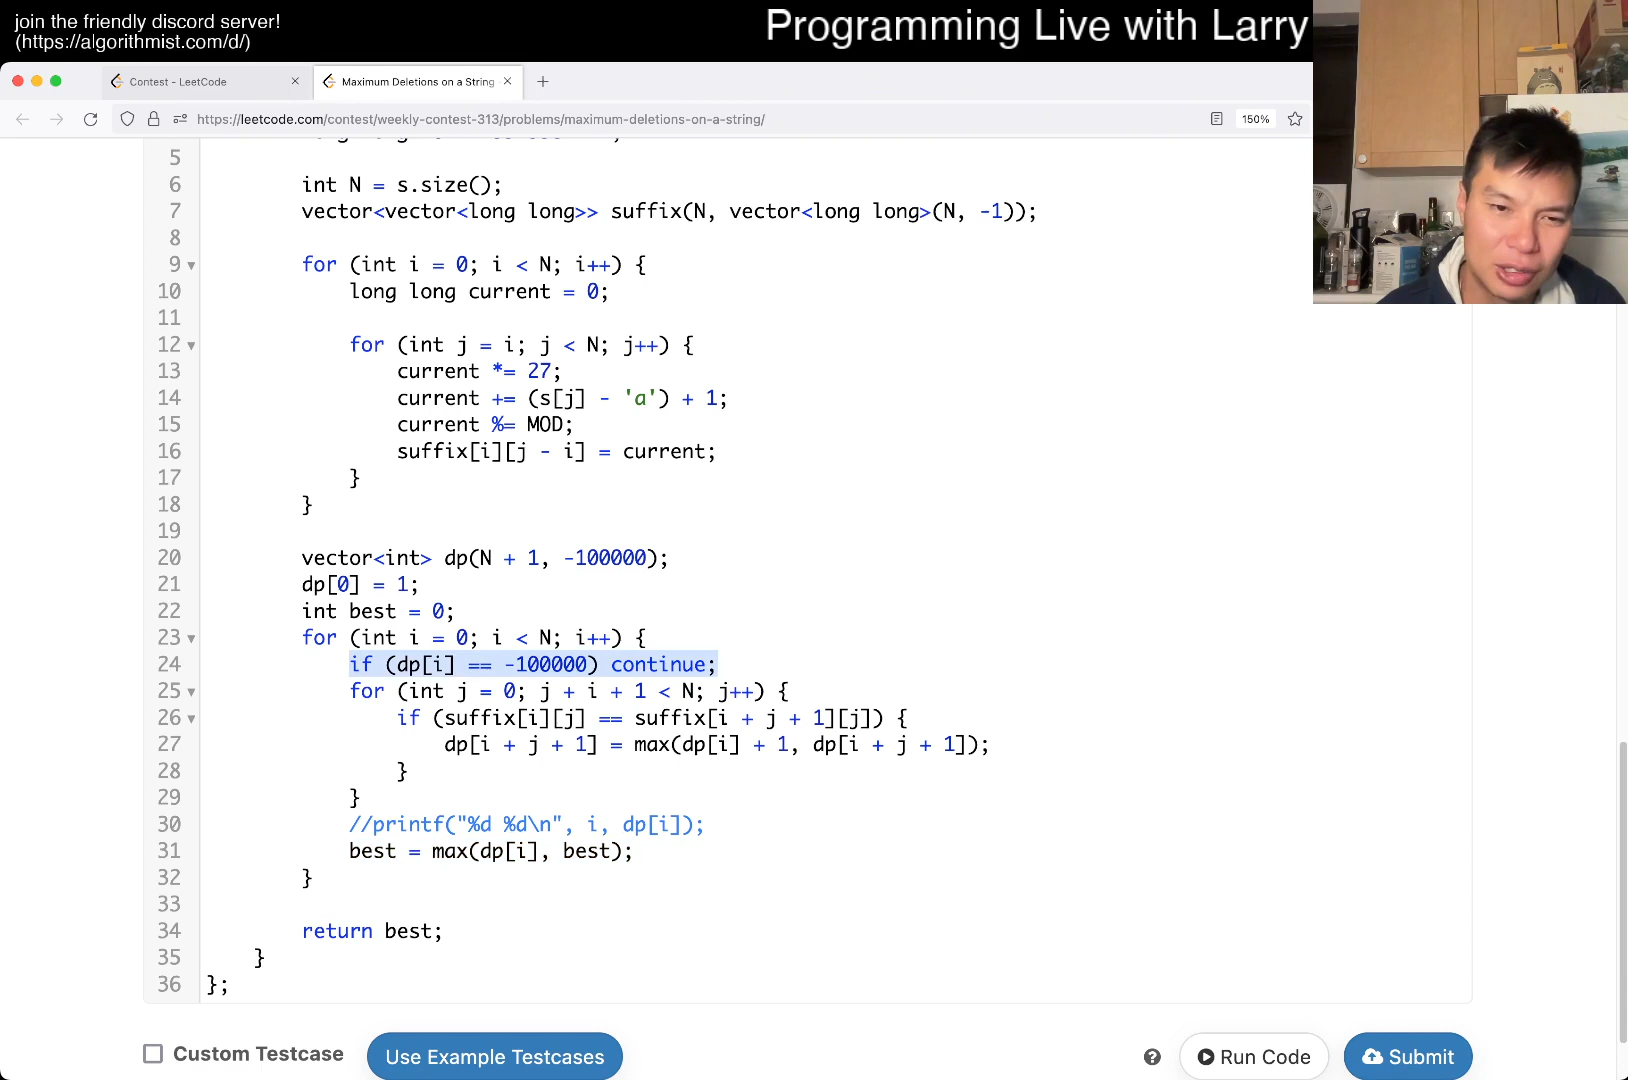 join the friendly discord server!
(https://algorithmist.com/d/)
Programming Live with Larry
Contest - LeetCode
Maximum Deletions on a String
https://leetcode.com/contest/weekly-contest-313/problems/maximum-deletions-on-a-string/
150%
5
6 int N = s.size();
7 vector<vector<long long>> suffix(N, vector<long long>(N, -1));
8
9 for (int i = 0; i < N; i++) {
10 long long current = 0;
11
12 for (int j = i; j < N; j++) {
13 current *= 27;
14 current += (s[j] - 'a') + 1;
15 current %= MOD;
16 suffix[i][j - i] = current;
17 }
18 }
19
20 vector<int> dp(N + 1, -100000);
21 dp[0] = 1;
22 int best = 0;
23 for (int i = 0; i < N; i++) {
24 if (dp[i] == -100000) continue;
25 for (int j = 0; j + i + 1 < N; j++) {
26 if (suffix[i][j] == suffix[i + j + 1][j]) {
27 dp[i + j + 1] = max(dp[i] + 1, dp[i + j + 1]);
28 }
29 }
30 //printf("%d %d\n", i, dp[i]);
31 best = max(dp[i], best);
32 }
33
34 return best;
35 }
36 };
Custom Testcase
Use Example Testcases
Run Code
Submit